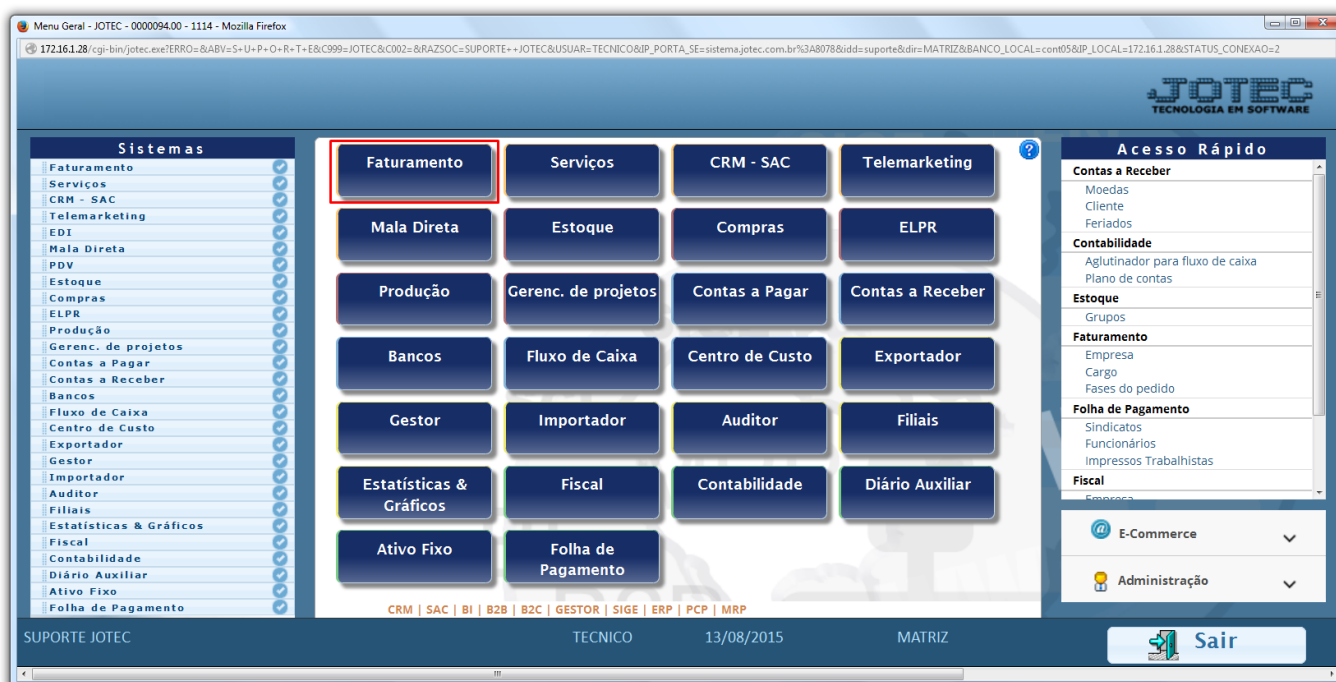 Menu Geral - JOTEC - 0000094.00 - 1114 - Mozilla Firefox
172.16.1.28/cgi-bin/jotec.exe?ERRO=&ABV=S+U+P+O+R+T+E&C999=JOTEC&C002=&RAZSOC=SUPORTE++JOTEC&USUAR=TECNICO&IP_PORTA_SE=sistema.jotec.com.br%3A8078&idd=suporte&dir=MATRIZ&BANCO_LOCAL=cont05&IP_LOCAL=172.16.1.28&STATUS_CONEXAO=2
JOTEC
TECNOLOGIA EM SOFTWARE
Sistemas
Faturamento
Serviços
CRM - SAC
Telemarketing
EDI
Mala Direta
PDV
Estoque
Compras
ELPR
Produção
Gerenc. de projetos
Contas a Pagar
Contas a Receber
Bancos
Fluxo de Caixa
Centro de Custo
Exportador
Gestor
Importador
Auditor
Filiais
Estatísticas & Gráficos
Fiscal
Contabilidade
Diário Auxiliar
Ativo Fixo
Folha de Pagamento
Faturamento Serviços CRM - SAC Telemarketing
Mala Direta Estoque Compras ELPR
Produção Gerenc. de projetos Contas a Pagar Contas a Receber
Bancos Fluxo de Caixa Centro de Custo Exportador
Gestor Importador Auditor Filiais
Estatísticas & Gráficos Fiscal Contabilidade Diário Auxiliar
Ativo Fixo Folha de Pagamento
CRM | SAC | BI | B2B | B2C | GESTOR | SIGE | ERP | PCP | MRP
Acesso Rápido
Contas a Receber
Moedas
Cliente
Feriados
Contabilidade
Aglutinador para fluxo de caixa
Plano de contas
Estoque
Grupos
Faturamento
Empresa
Cargo
Fases do pedido
Folha de Pagamento
Sindicatos
Funcionários
Impressos Trabalhistas
Fiscal
Empresa
E-Commerce
Administração
SUPORTE JOTEC TECNICO 13/08/2015 MATRIZ Sair